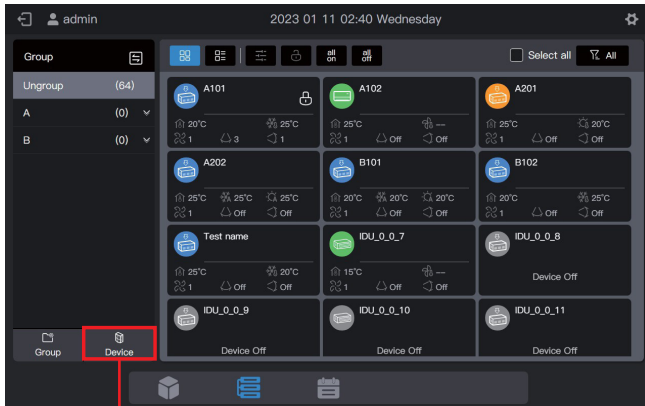 admin
2023 01 11 02:40 Wednesday
Group
all on
all off
Select all
All
Ungroup (64)
A (0)
B (0)
A101
20°C 25°C
1 3 1
A102
25°C --
1 Off Off
A201
25°C 20°C
1 Off Off
A202
25°C 25°C 25°C
1 Off Off
B101
20°C 20°C 20°C
1 Off Off
B102
20°C 25°C
1 Off Off
Test name
25°C 20°C
1 Off Off
IDU_0_0_7
15°C --
1 Off Off
IDU_0_0_8
Device Off
IDU_0_0_9
Device Off
IDU_0_0_10
Device Off
IDU_0_0_11
Device Off
Group
Device